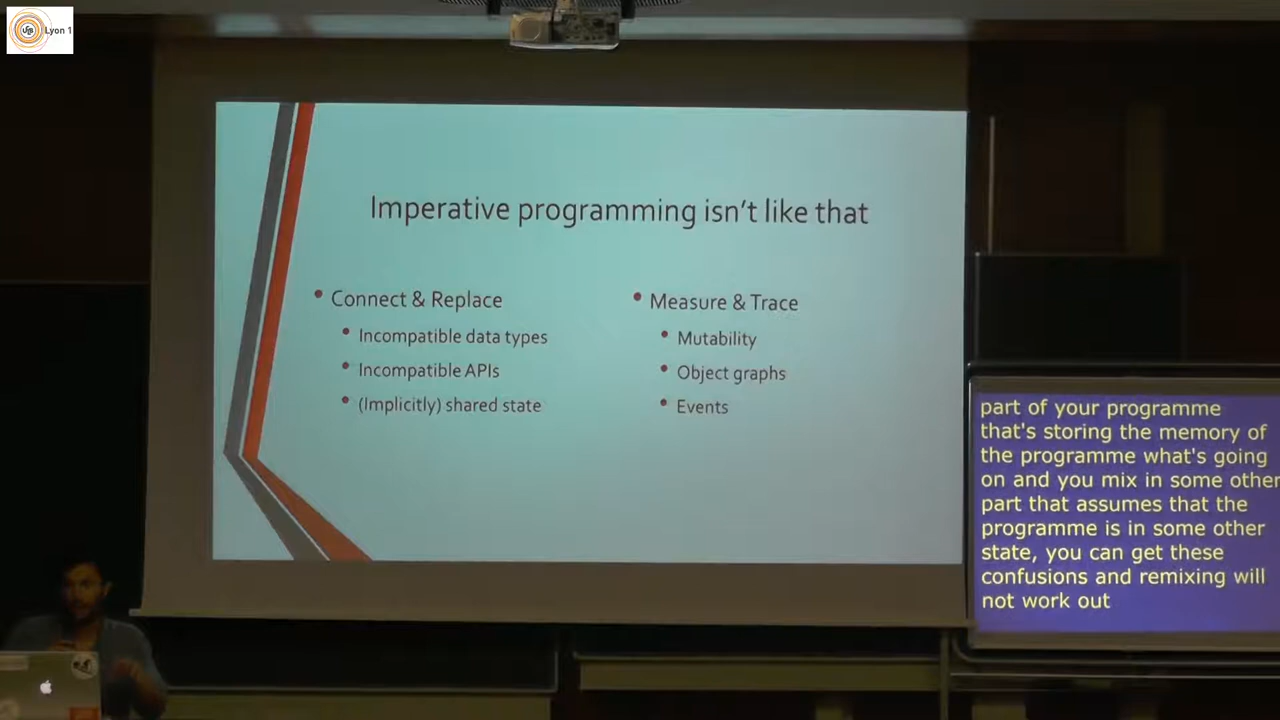 Lyon 1
Imperative programming isn't like that
• Connect & Replace
• Incompatible data types
• Incompatible APIs
• (Implicitly) shared state
• Measure & Trace
• Mutability
• Object graphs
• Events
part of your programme
that's storing the memory of
the programme what's going
on and you mix in some other
part that assumes that the
programme is in some other
state, you can get these
confusions and remixing will
not work out